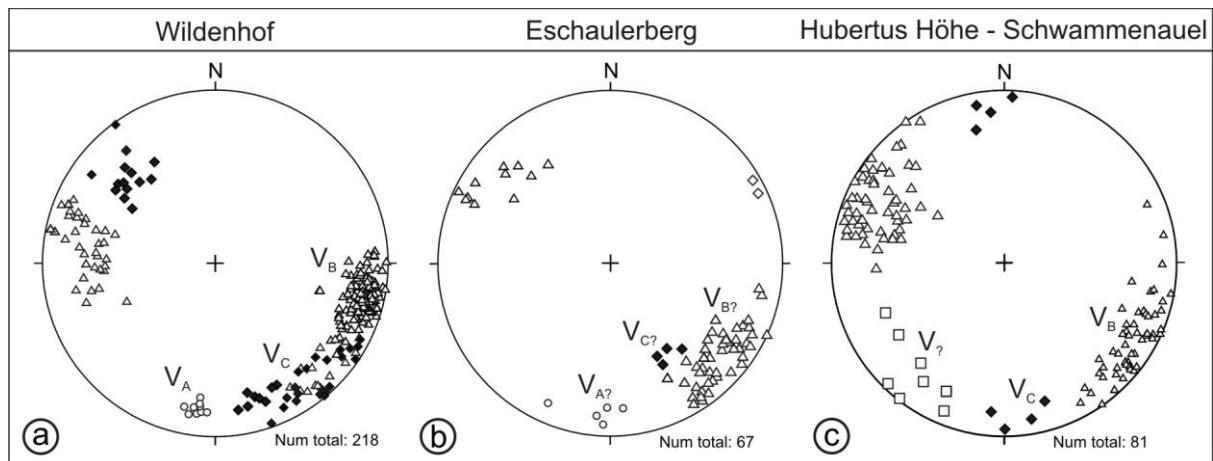 Wildenhof
Eschaulerberg
Hubertus Höhe - Schwammenauel
N
VB
VC
VA
a
Num total: 218
N
VB?
VC?
VA?
b
Num total: 67
N
VB
V?
VC
c
Num total: 81